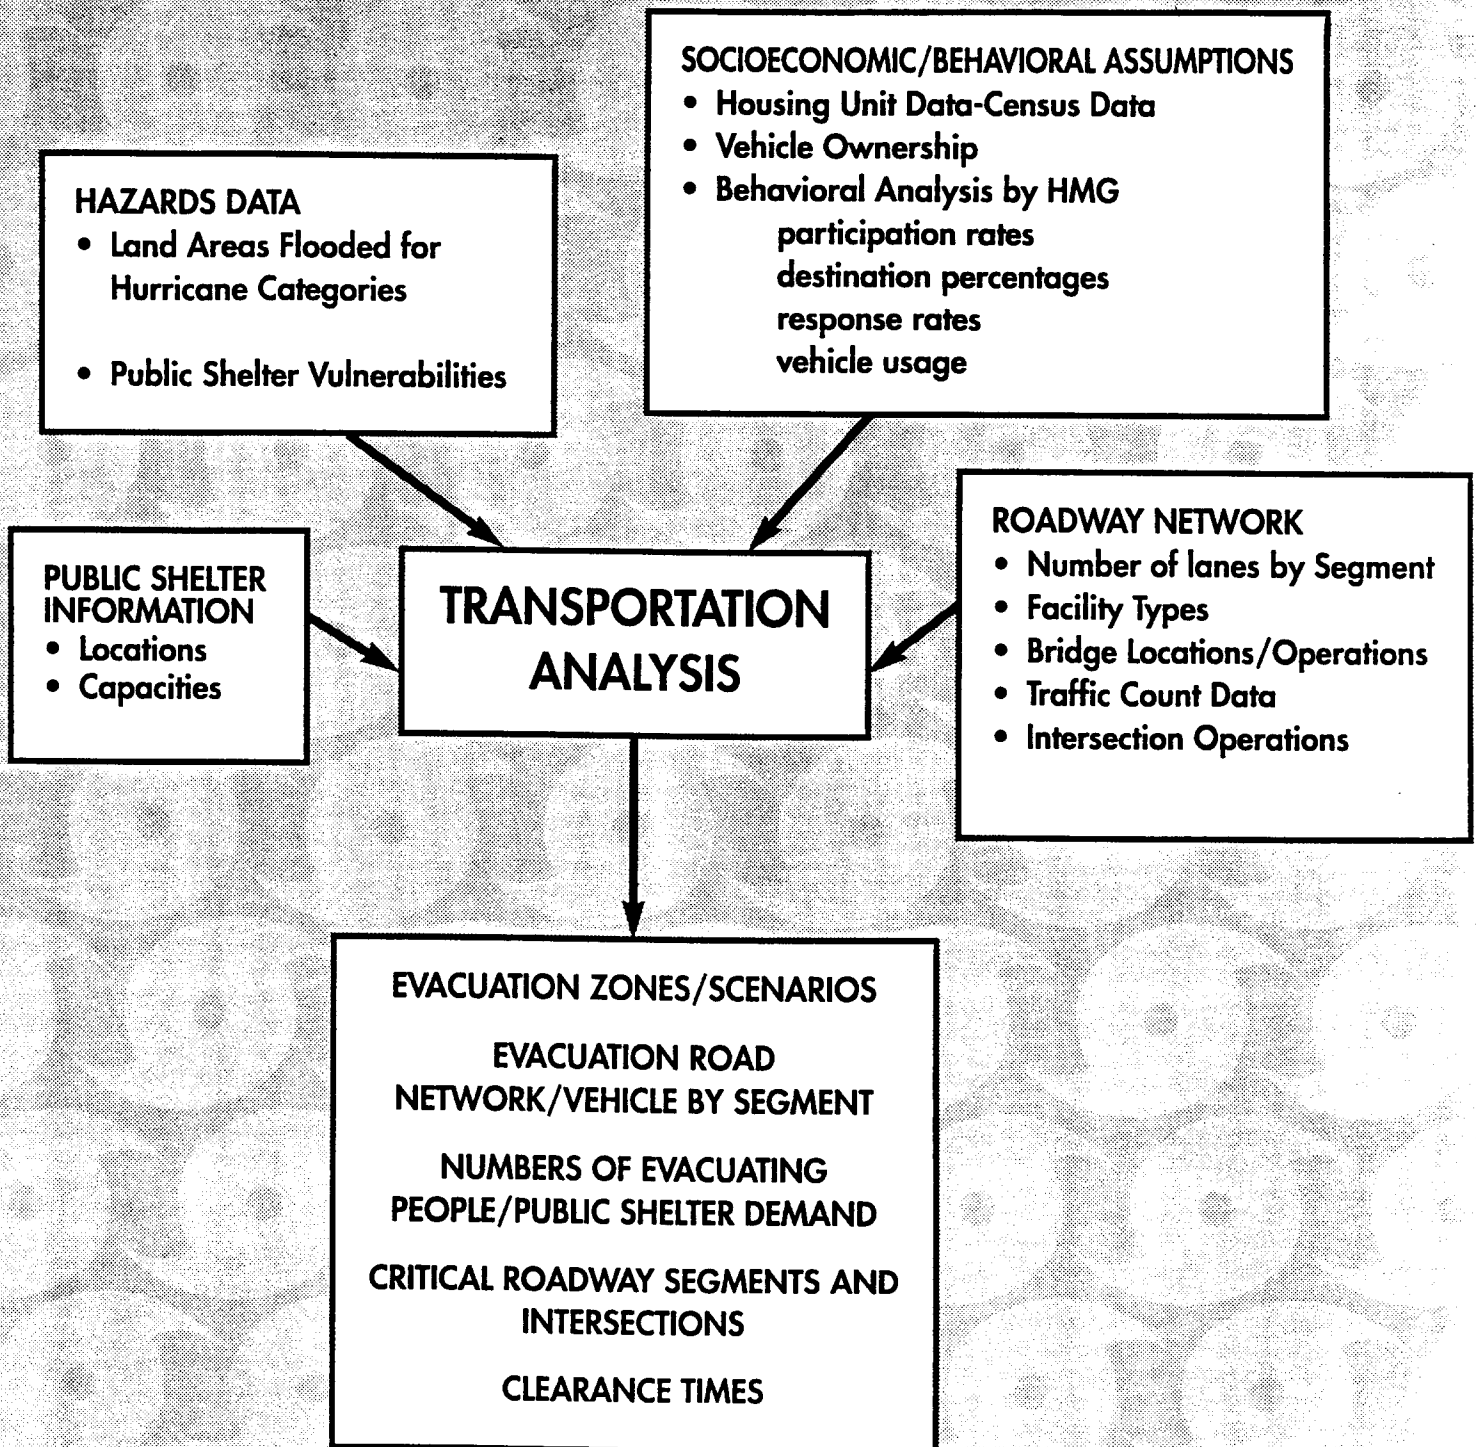 SOCIOECONOMIC/BEHAVIORAL ASSUMPTIONS
• Housing Unit Data-Census Data
• Vehicle Ownership
• Behavioral Analysis by HMG
participation rates
destination percentages
response rates
vehicle usage
HAZARDS DATA
• Land Areas Flooded for
Hurricane Categories
• Public Shelter Vulnerabilities
PUBLIC SHELTER
INFORMATION
• Locations
• Capacities
TRANSPORTATION
ANALYSIS
ROADWAY NETWORK
• Number of lanes by Segment
• Facility Types
• Bridge Locations/Operations
• Traffic Count Data
• Intersection Operations
EVACUATION ZONES/SCENARIOS
EVACUATION ROAD
NETWORK/VEHICLE BY SEGMENT
NUMBERS OF EVACUATING
PEOPLE/PUBLIC SHELTER DEMAND
CRITICAL ROADWAY SEGMENTS AND
INTERSECTIONS
CLEARANCE TIMES